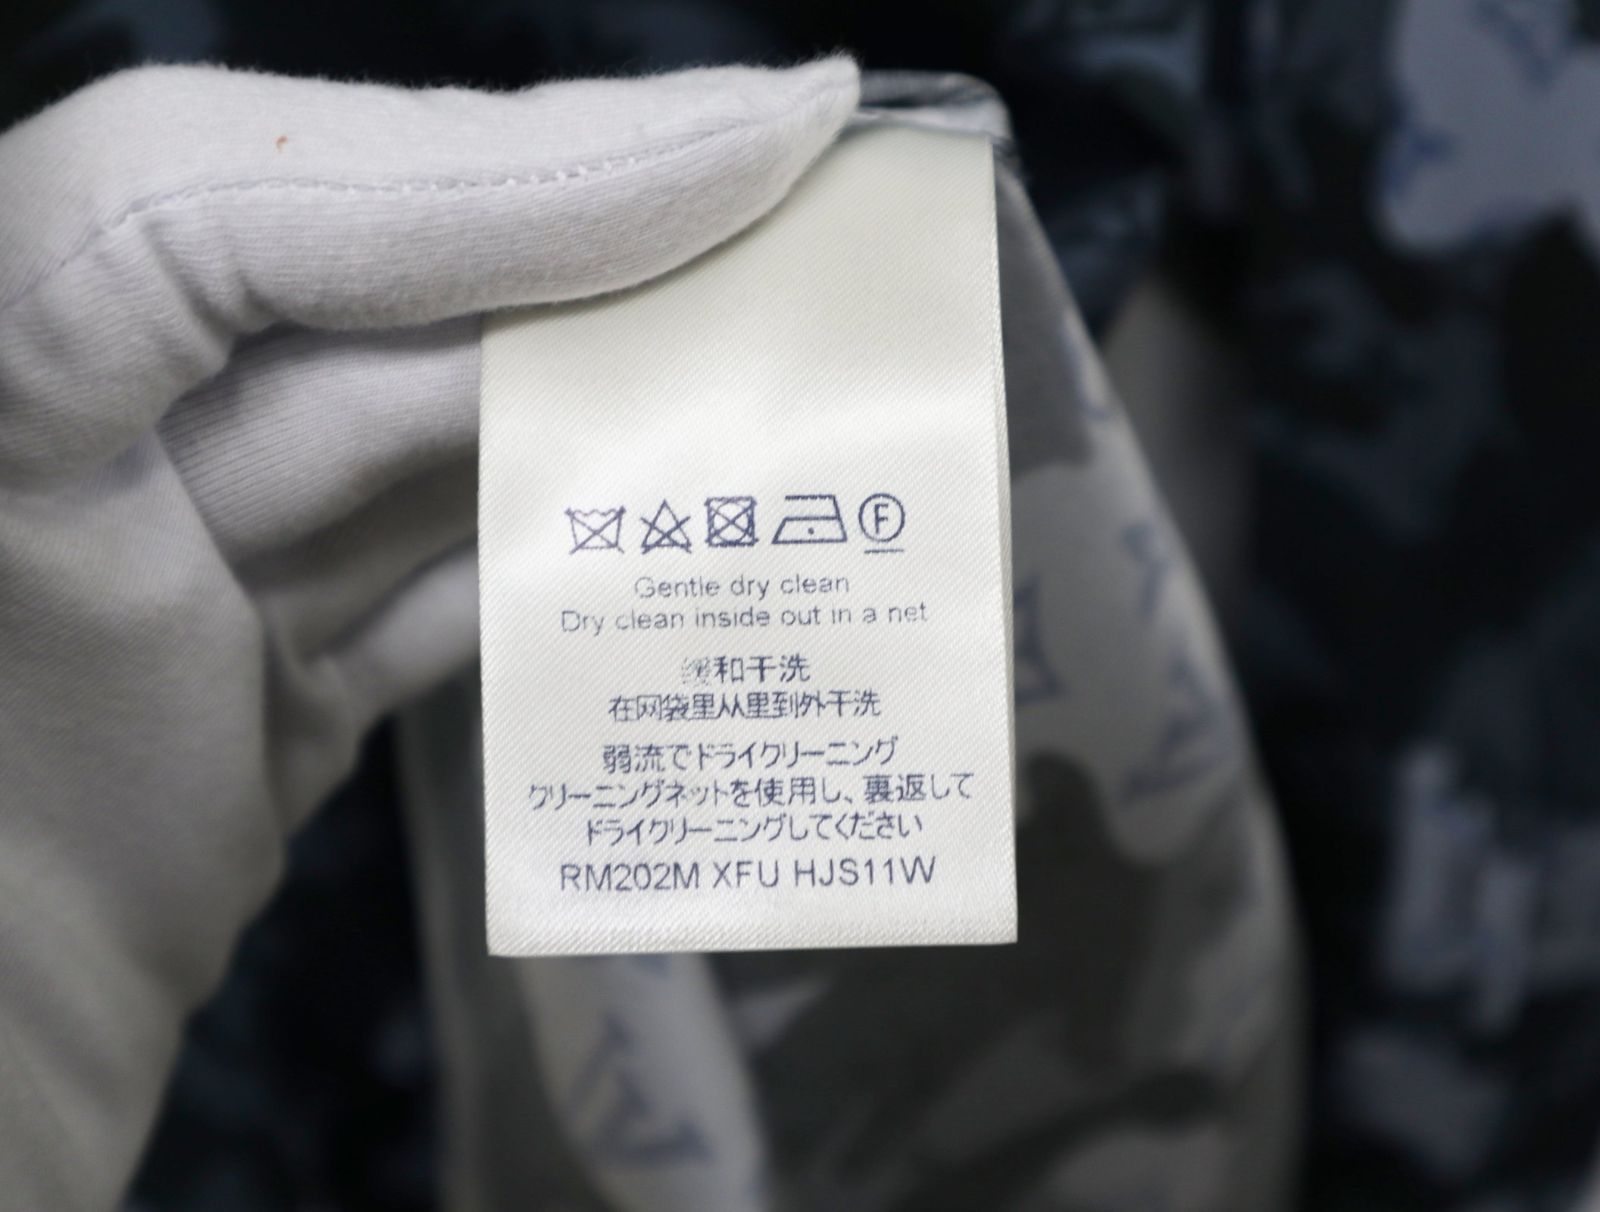 F
Gentle dry clean
Dry clean inside out in a net
缓和干洗
在网袋里从里到外干洗
弱流でドライクリーニング
クリーニングネットを使用し、裏返して
ドライクリーニングしてください
RM202M XFU HJS11W